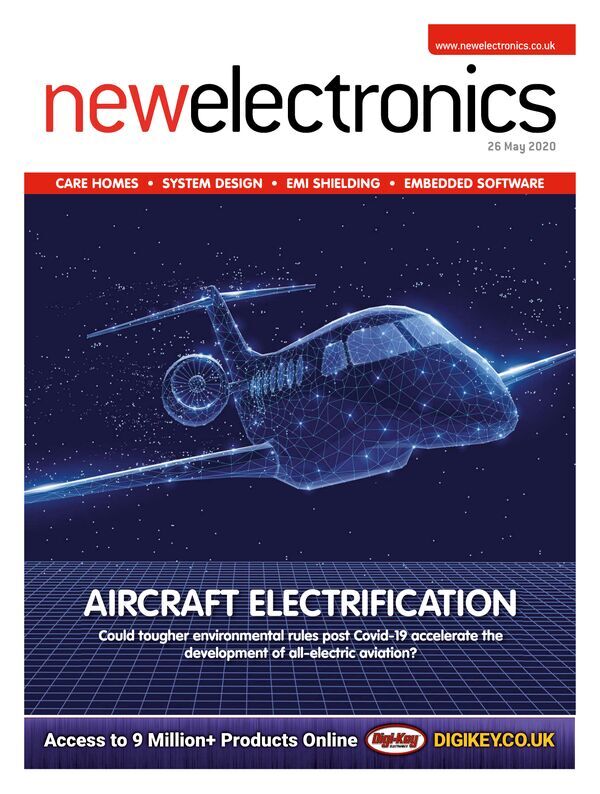 www.newelectronics.co.uk
newelectronics
26 May 2020
CARE HOMES • SYSTEM DESIGN • EMI SHIELDING • EMBEDDED SOFTWARE
AIRCRAFT ELECTRIFICATION
Could tougher environmental rules post Covid-19 accelerate the
development of all-electric aviation?
Access to 9 Million+ Products Online Digi-Key ELECTRONICS DIGIKEY.CO.UK